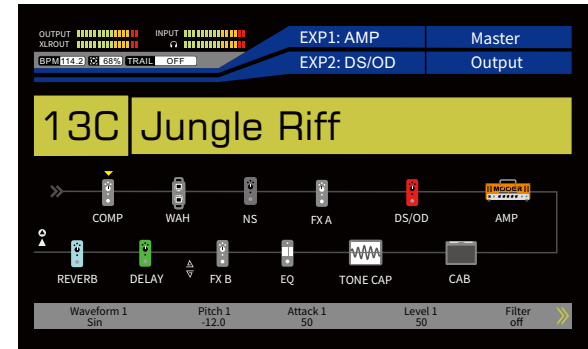 OUTPUT INPUT EXP1: AMP Master
XLROUT
BPM 114.2 68% TRAIL OFF EXP2: DS/OD Output
13C Jungle Riff
MOOER
COMP WAH NS FX A DS/OD AMP
REVERB DELAY FX B EQ TONE CAP CAB
Waveform 1 Pitch 1 Attack 1 Level 1 Filter
Sin -12.0 50 50 off